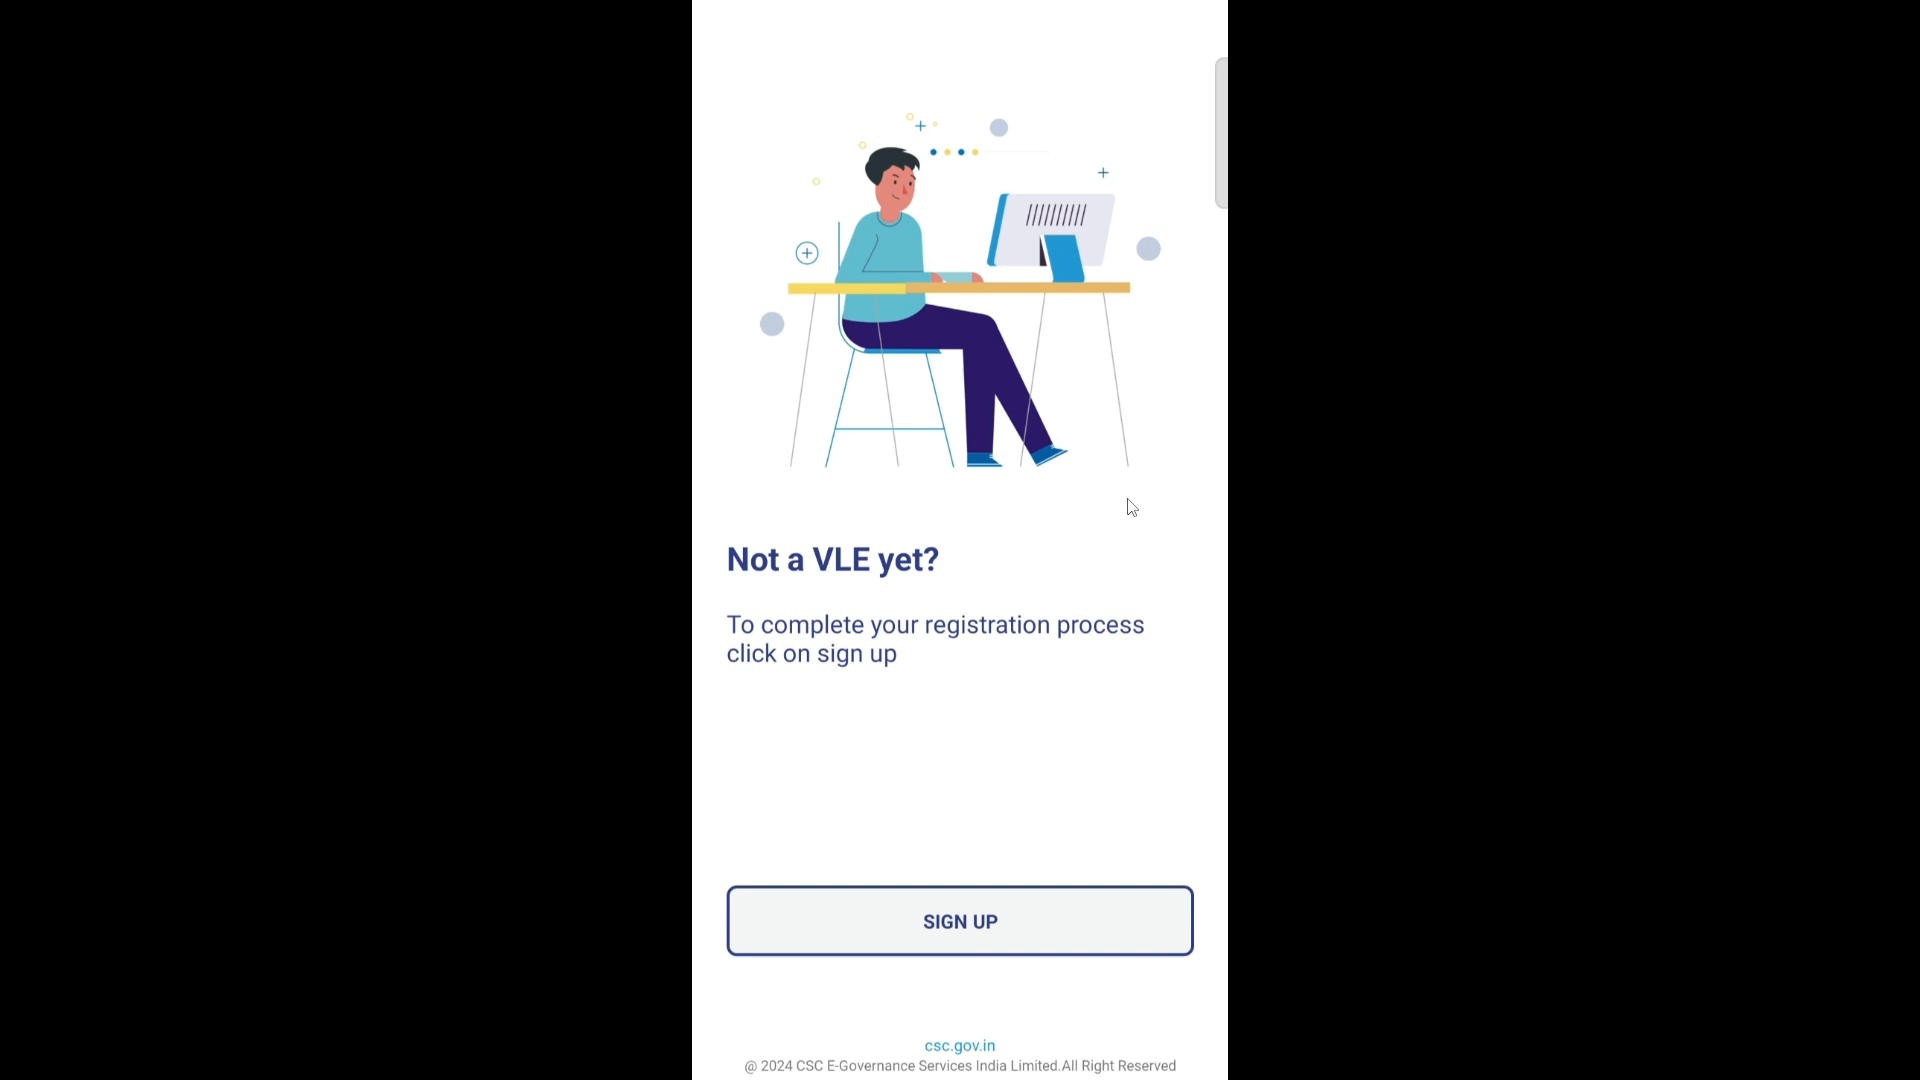 Not a VLE yet?
To complete your registration process
click on sign up
SIGN UP
csc.gov.in
@ 2024 CSC E-Governance Services India Limited.All Right Reserved